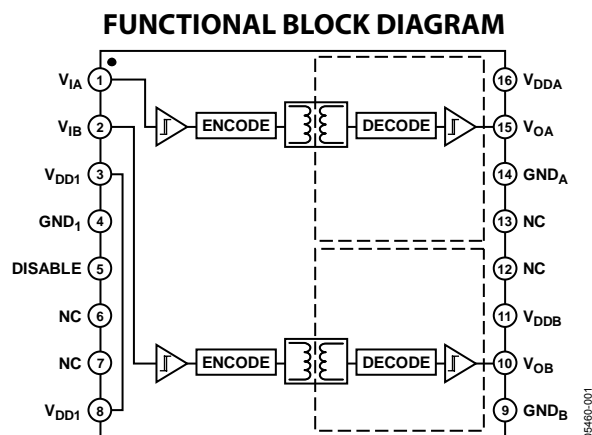 FUNCTIONAL BLOCK DIAGRAM
VIA 1
VIB 2
VDD1 3
GND1 4
DISABLE 5
NC 6
NC 7
VDD1 8
ENCODE DECODE
ENCODE DECODE
16 VDDA
15 VOA
14 GNDA
13 NC
12 NC
11 VDDB
10 VOB
9 GNDB
05460-001